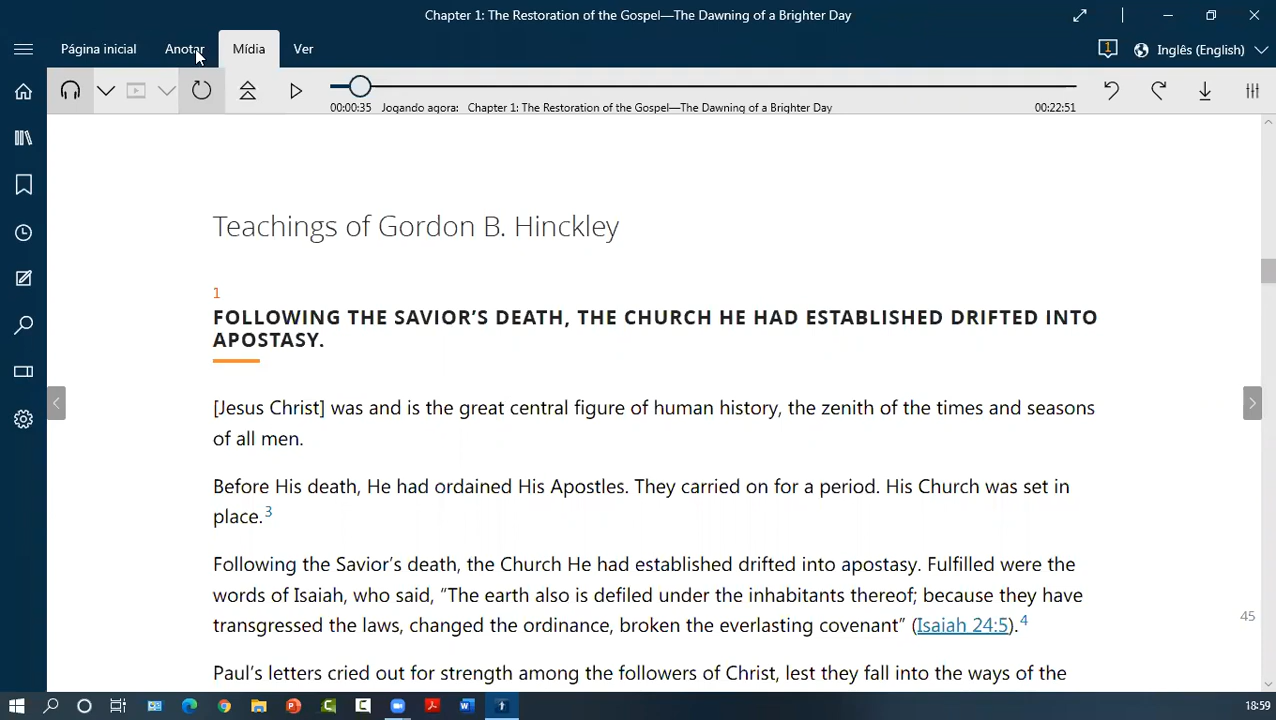 Chapter 1: The Restoration of the Gospel—The Dawning of a Brighter Day
Página inicial Anotar Mídia Ver 1 Inglês (English)
00:00:35 Jogando agora: Chapter 1: The Restoration of the Gospel—The Dawning of a Brighter Day 00:22:51
Teachings of Gordon B. Hinckley
1
FOLLOWING THE SAVIOR’S DEATH, THE CHURCH HE HAD ESTABLISHED DRIFTED INTO
APOSTASY.
[Jesus Christ] was and is the great central figure of human history, the zenith of the times and seasons
of all men.
Before His death, He had ordained His Apostles. They carried on for a period. His Church was set in
place.3
Following the Savior’s death, the Church He had established drifted into apostasy. Fulfilled were the
words of Isaiah, who said, “The earth also is defiled under the inhabitants thereof; because they have
transgressed the laws, changed the ordinance, broken the everlasting covenant” (Isaiah 24:5).4
45
Paul’s letters cried out for strength among the followers of Christ, lest they fall into the ways of the
18:59